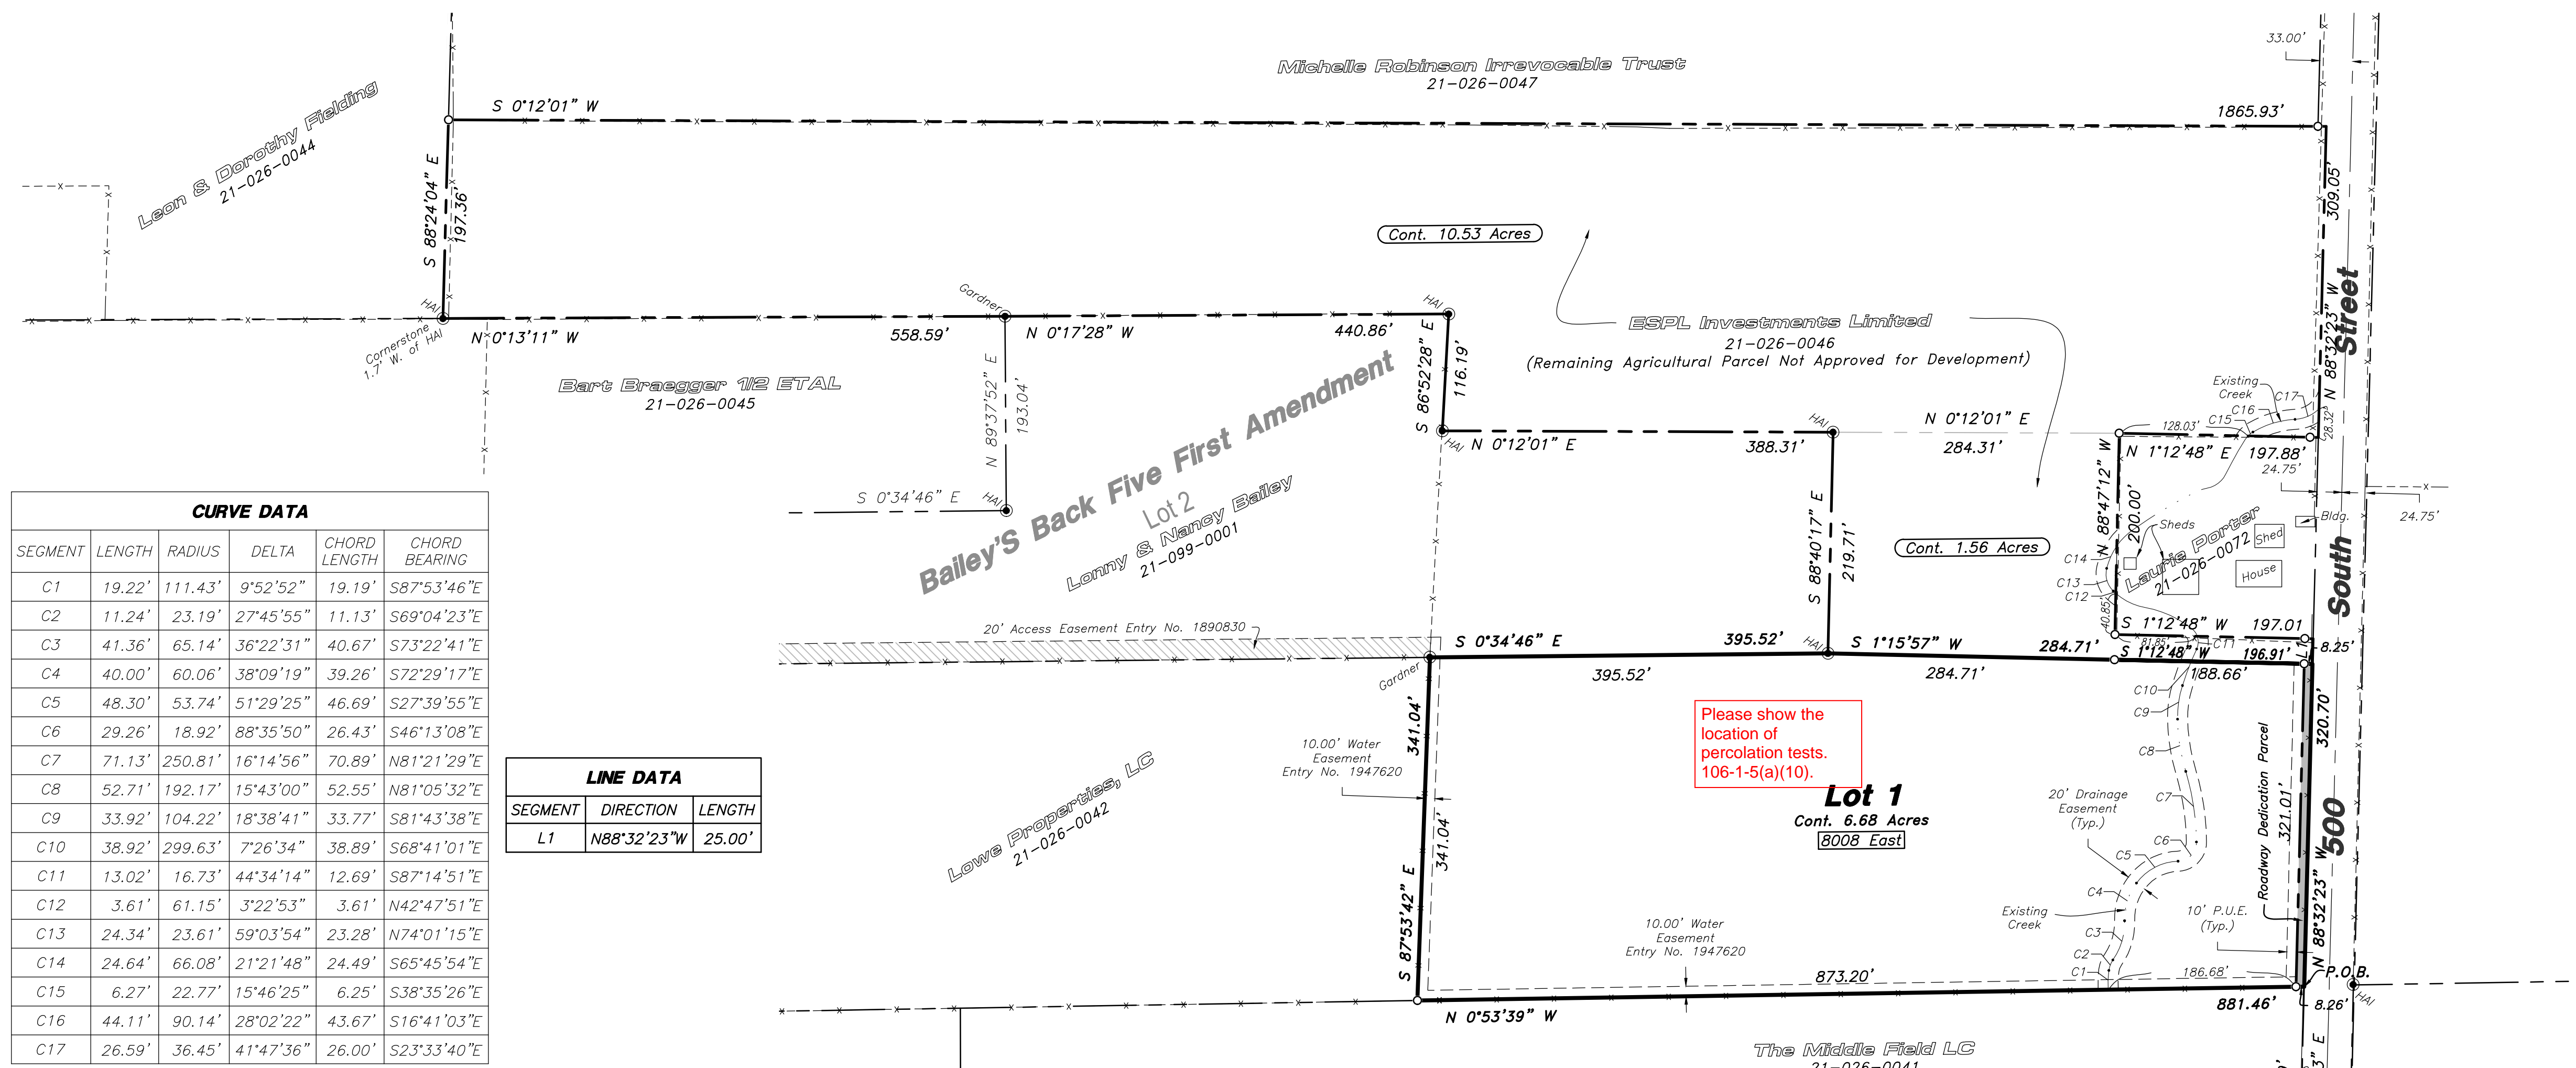 Michelle Robinson Irrevocable Trust
21-026-0047
33.00'
Leon & Dorothy Fielding
21-026-0044
S 0°12'01" W
1865.93'
S 88°24'04" E
197.36'
309.05'
N 88°32'23" W
Cont. 10.53 Acres
HAI
Cornerstone
1.7' W. of HAI
N 0°13'11" W
558.59'
Gardner
N 0°17'28" W
440.86'
HAI
Bart Braegger 1/2 ETAL
21-026-0045
N 89°37'52" E
193.04'
S 0°34'46" E
HAI
S 86°52'28" E
116.19'
HAI
ESPL Investments Limited
21-026-0046
(Remaining Agricultural Parcel Not Approved for Development)
Bailey'S Back Five First Amendment
Lot 2
Lonny & Nancy Bailey
21-099-0001
N 0°12'01" E
388.31'
HAI
N 0°12'01" E
284.31'
Existing
Creek
C17
C16
C15
128.03'
28.32'
N 1°12'48" E
197.88'
24.75'
24.75'
N 88°47'12" W
200.00'
Sheds
Bldg.
Shed
House
Laurie Porter
21-026-0072
C14
C13
C12
40.85'
Cont. 1.56 Acres
S 88°40'17" E
219.71'
HAI
20' Access Easement Entry No. 1890830
Gardner
S 0°34'46" E
395.52'
395.52'
S 1°15'57" W
284.71'
284.71'
S 1°12'48" W
197.01
81.85'
C11
S 1°12'48" W
196.91'
188.66'
L1
8.25'
500 South Street
CURVE DATA
SEGMENT LENGTH RADIUS DELTA CHORD LENGTH CHORD BEARING
C1 19.22' 111.43' 9°52'52" 19.19' S87°53'46"E
C2 11.24' 23.19' 27°45'55" 11.13' S69°04'23"E
C3 41.36' 65.14' 36°22'31" 40.67' S73°22'41"E
C4 40.00' 60.06' 38°09'19" 39.26' S72°29'17"E
C5 48.30' 53.74' 51°29'25" 46.69' S27°39'55"E
C6 29.26' 18.92' 88°35'50" 26.43' S46°13'08"E
C7 71.13' 250.81' 16°14'56" 70.89' N81°21'29"E
C8 52.71' 192.17' 15°43'00" 52.55' N81°05'32"E
C9 33.92' 104.22' 18°38'41" 33.77' S81°43'38"E
C10 38.92' 299.63' 7°26'34" 38.89' S68°41'01"E
C11 13.02' 16.73' 44°34'14" 12.69' S87°14'51"E
C12 3.61' 61.15' 3°22'53" 3.61' N42°47'51"E
C13 24.34' 23.61' 59°03'54" 23.28' N74°01'15"E
C14 24.64' 66.08' 21°21'48" 24.49' S65°45'54"E
C15 6.27' 22.77' 15°46'25" 6.25' S38°35'26"E
C16 44.11' 90.14' 28°02'22" 43.67' S16°41'03"E
C17 26.59' 36.45' 41°47'36" 26.00' S23°33'40"E
LINE DATA
SEGMENT DIRECTION LENGTH
L1 N88°32'23"W 25.00'
Lowe Properties, LC
21-026-0042
10.00' Water
Easement
Entry No. 1947620
341.04'
341.04'
S 87°53'42" E
Please show the
location of
percolation tests.
106-1-5(a)(10).
Lot 1
Cont. 6.68 Acres
8008 East
C10
C9
C8
C7
C6
C5
C4
C3
C2
C1
20' Drainage
Easement
(Typ.)
Existing
Creek
10' P.U.E.
(Typ.)
Roadway Dedication Parcel
321.01'
320.70'
N 88°32'23" W
10.00' Water
Easement
Entry No. 1947620
873.20'
186.68'
P.O.B.
HAI
8.26'
881.46'
N 0°53'39" W
The Middle Field LC
21-026-0041
3" E